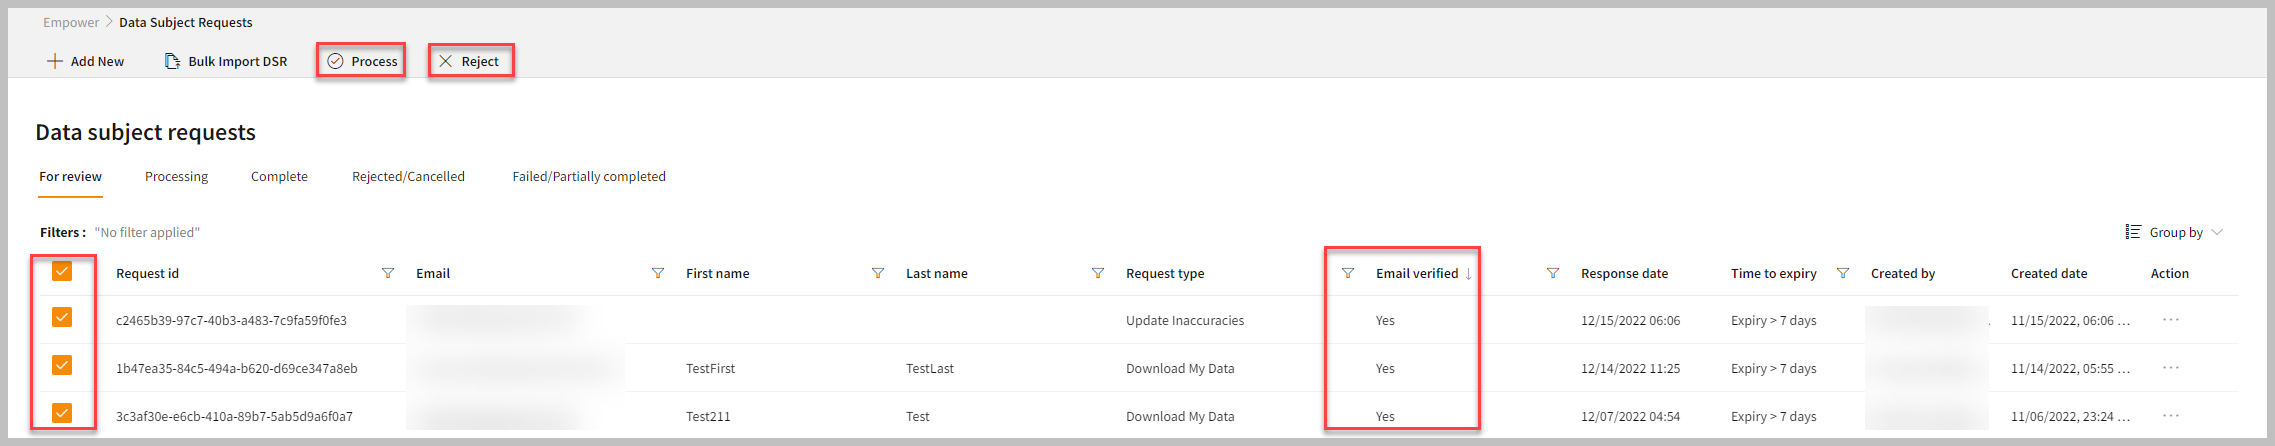 Empower > Data Subject Requests
Add New Bulk Import DSR Process Reject
Data subject requests
For review Processing Complete Rejected/Cancelled Failed/Partially completed
Filters : "No filter applied" Group by
Request id Email First name Last name Request type Email verified ↓ Response date Time to expiry Created by Created date Action
c2465b39-97c7-40b3-a483-7c9fa59f0fe3 Update Inaccuracies Yes 12/15/2022 06:06 Expiry > 7 days 11/15/2022, 06:06 ... ...
1b47ea35-84c5-494a-b620-d69ce347a8eb TestFirst TestLast Download My Data Yes 12/14/2022 11:25 Expiry > 7 days 11/14/2022, 05:55 ... ...
3c3af30e-e6cb-410a-89b7-5ab5d9a6f0a7 Test211 Test Download My Data Yes 12/07/2022 04:54 Expiry > 7 days 11/06/2022, 23:24 ... ...